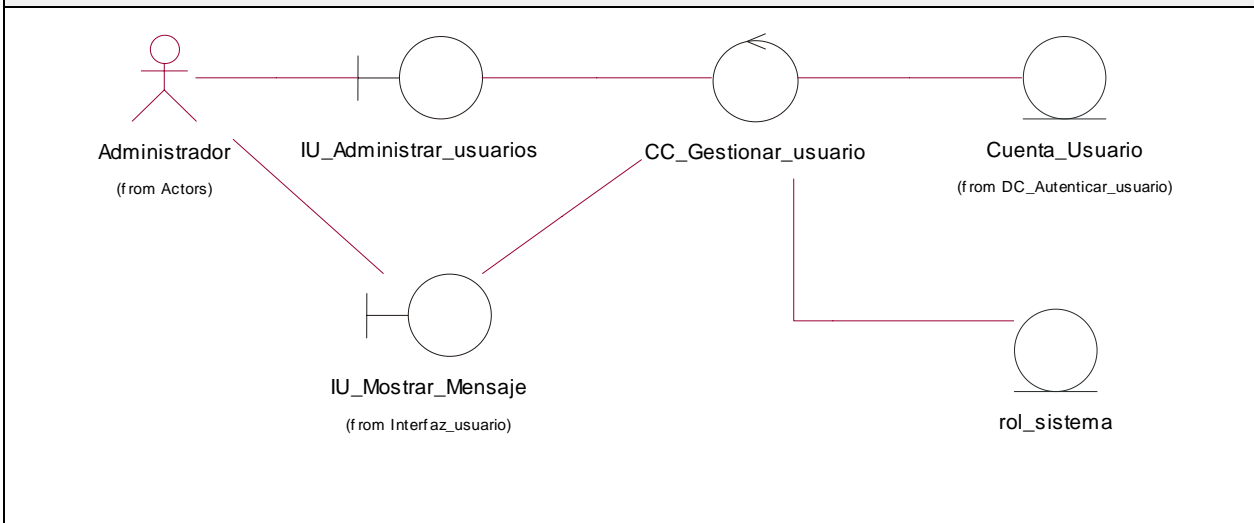 Administrador
(from Actors)
IU_Administrar_usuarios
CC_Gestionar_usuario
Cuenta_Usuario
(from DC_Autenticar_usuario)
IU_Mostrar_Mensaje
(from Interfaz_usuario)
rol_sistema